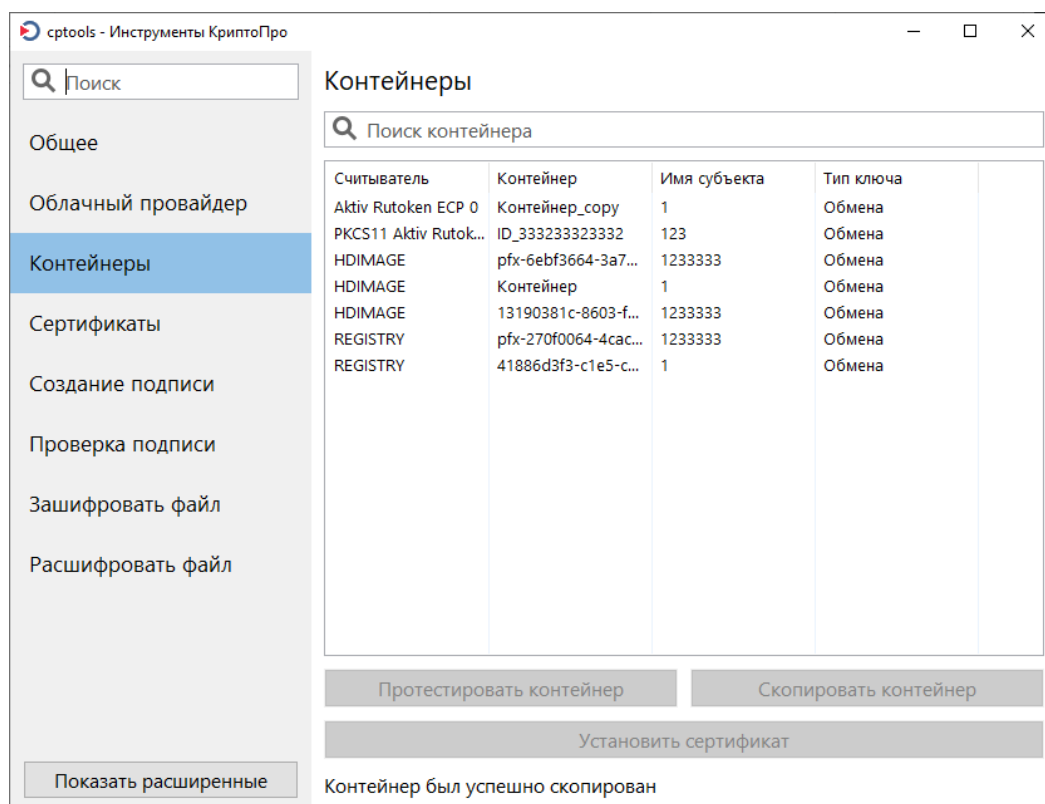 cptools - Инструменты КриптоПро
Поиск
Общее
Облачный провайдер
Контейнеры
Сертификаты
Создание подписи
Проверка подписи
Зашифровать файл
Расшифровать файл
Показать расширенные
Контейнеры
Поиск контейнера
Считыватель Контейнер Имя субъекта Тип ключа
Aktiv Rutoken ECP 0 Контейнер_copy 1 Обмена
PKCS11 Aktiv Rutok... ID_333233323332 123 Обмена
HDIMAGE pfx-6ebf3664-3a7... 1233333 Обмена
HDIMAGE Контейнер 1 Обмена
HDIMAGE 13190381c-8603-f... 1233333 Обмена
REGISTRY pfx-270f0064-4cac... 1233333 Обмена
REGISTRY 41886d3f3-c1e5-c... 1 Обмена
Протестировать контейнер Скопировать контейнер
Установить сертификат
Контейнер был успешно скопирован